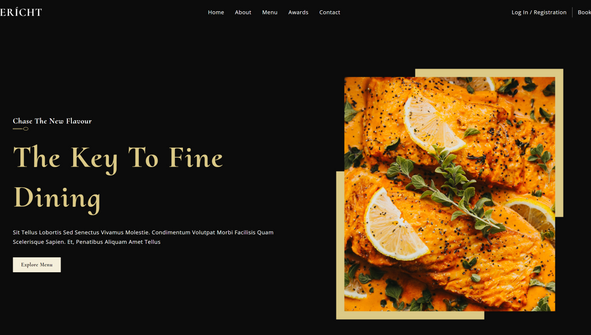 ERÍCHT
Home About Menu Awards Contact
Log In / Registration
Book
Chase The New Flavour
The Key To Fine
Dining
Sit Tellus Lobortis Sed Senectus Vivamus Molestie. Condimentum Volutpat Morbi Facilisis Quam
Scelerisque Sapien. Et, Penatibus Aliquam Amet Tellus
Explore Menu